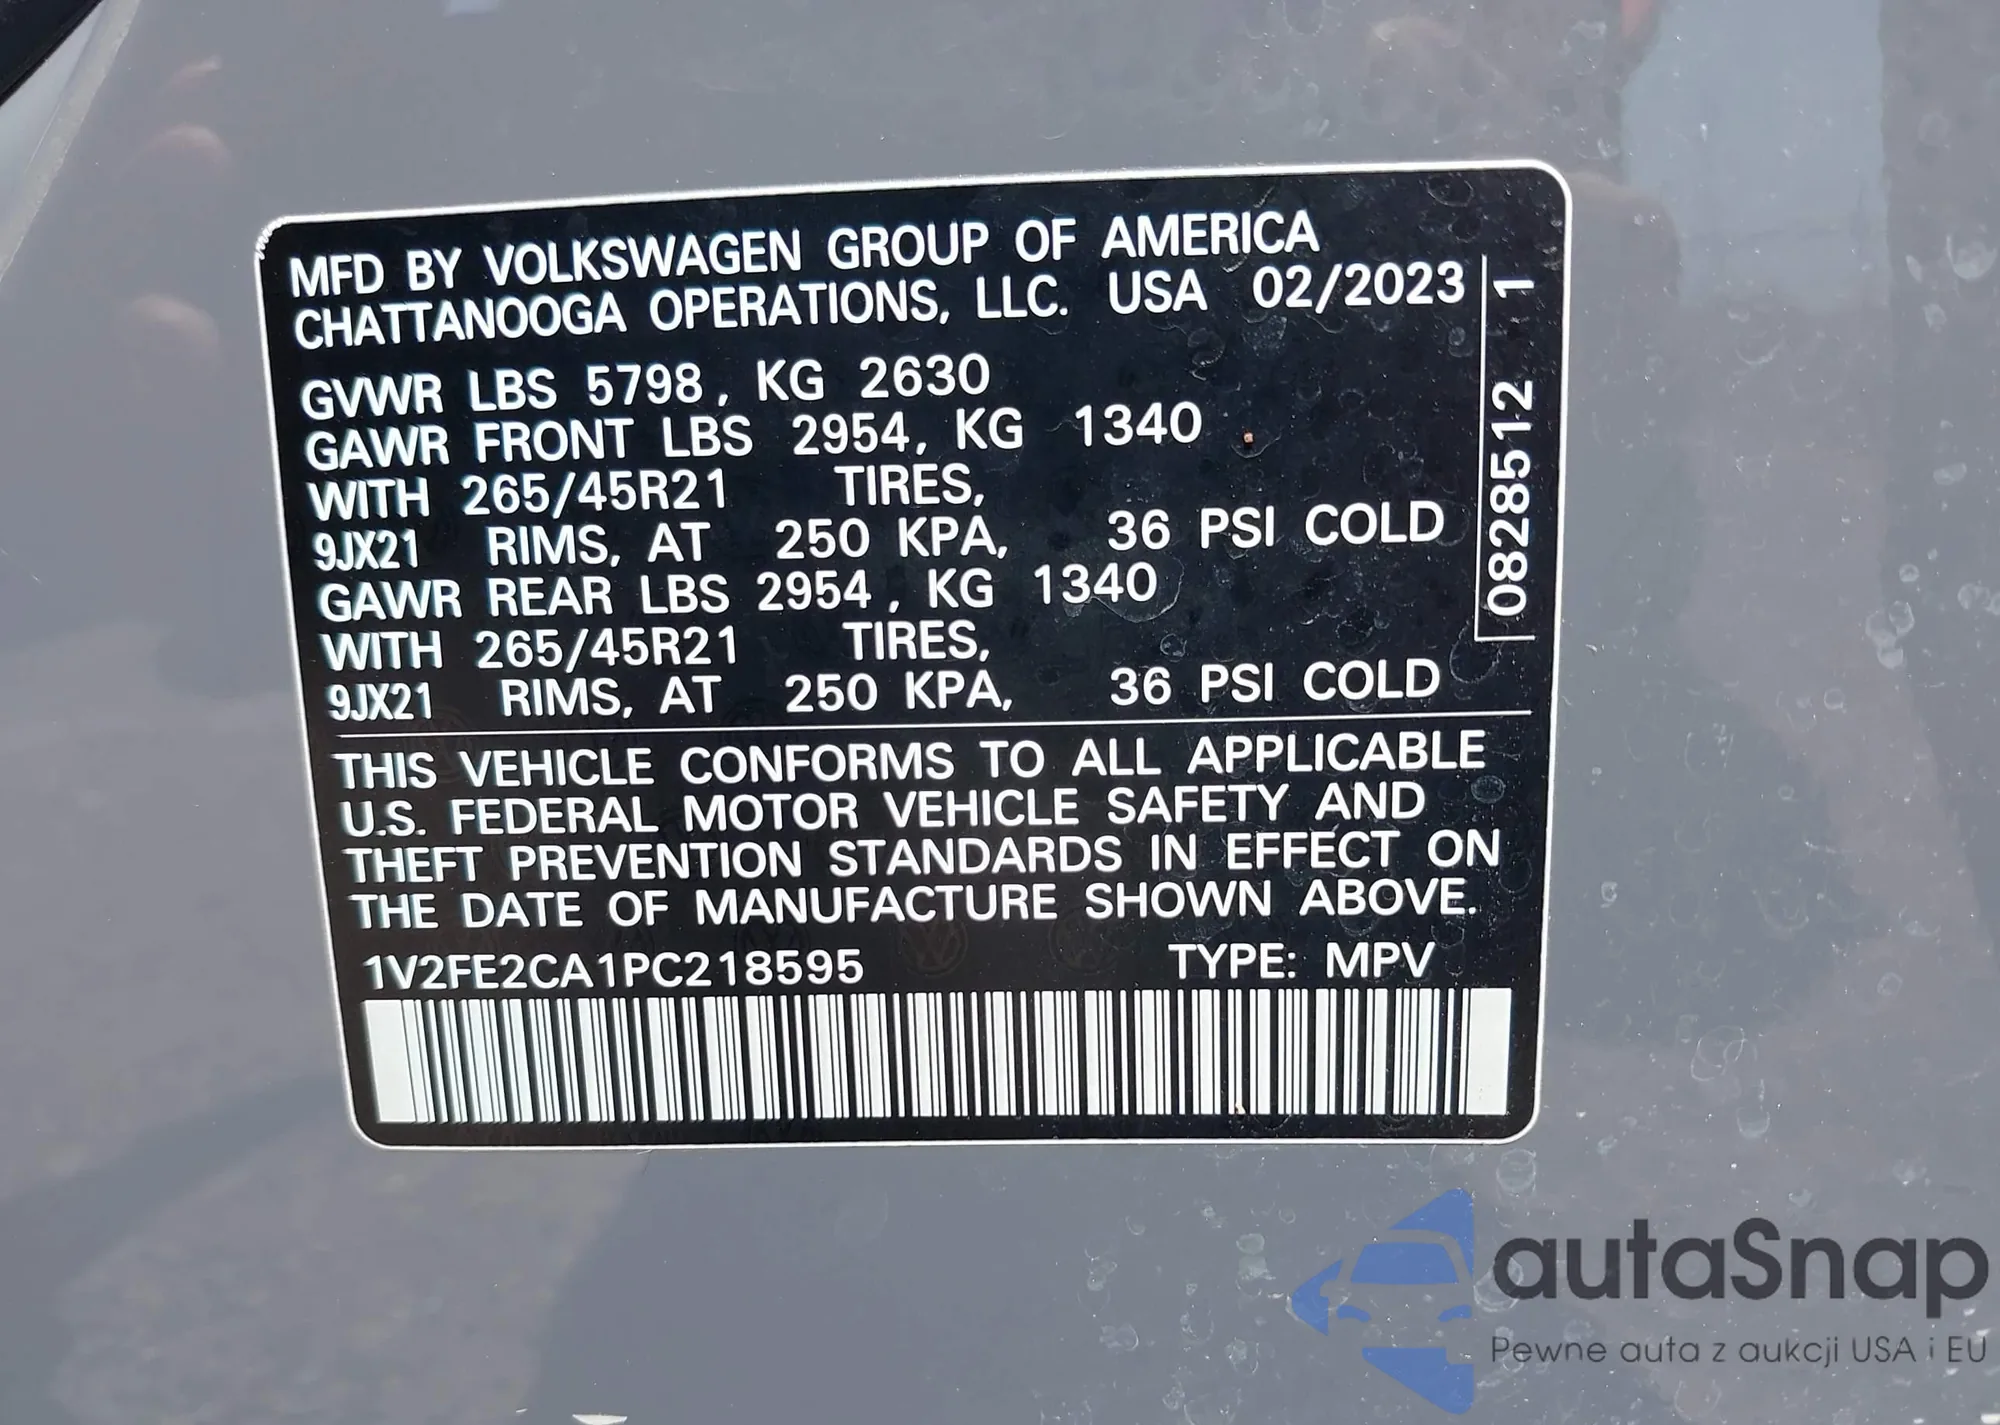 MFD BY VOLKSWAGEN GROUP OF AMERICA
CHATTANOOGA OPERATIONS, LLC. USA 02/2023
GVWR LBS 5798, KG 2630
GAWR FRONT LBS 2954, KG 1340
WITH 265/45R21 TIRES,
9JX21 RIMS, AT 250 KPA, 36 PSI COLD
GAWR REAR LBS 2954, KG 1340
WITH 265/45R21 TIRES,
9JX21 RIMS, AT 250 KPA, 36 PSI COLD
0828512 1
THIS VEHICLE CONFORMS TO ALL APPLICABLE
U.S. FEDERAL MOTOR VEHICLE SAFETY AND
THEFT PREVENTION STANDARDS IN EFFECT ON
THE DATE OF MANUFACTURE SHOWN ABOVE.
1V2FE2CA1PC218595 TYPE: MPV
autaSnap
Pewne auta z aukcji USA i EU